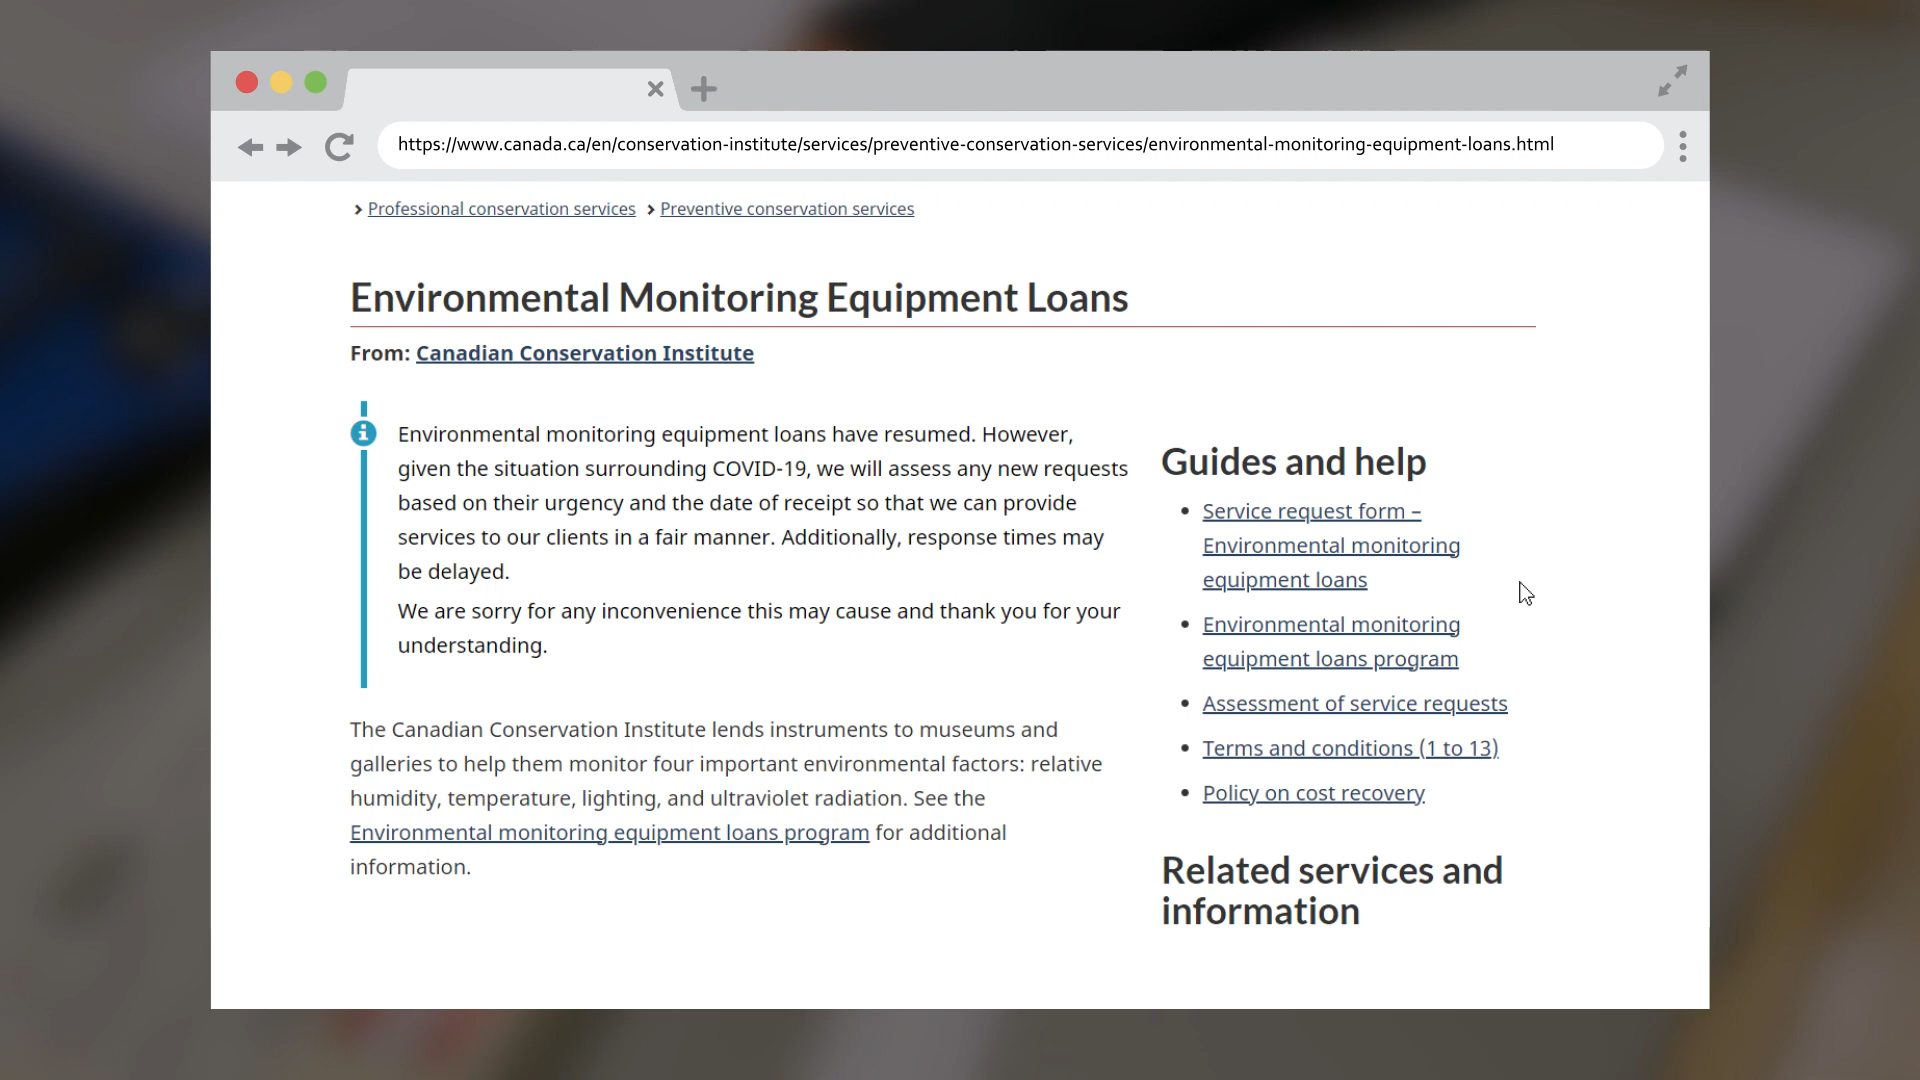 https://www.canada.ca/en/conservation-institute/services/preventive-conservation-services/environmental-monitoring-equipment-loans.html
Professional conservation services Preventive conservation services
Environmental Monitoring Equipment Loans
From: Canadian Conservation Institute
Environmental monitoring equipment loans have resumed. However,
given the situation surrounding COVID-19, we will assess any new requests
based on their urgency and the date of receipt so that we can provide
services to our clients in a fair manner. Additionally, response times may
be delayed.
We are sorry for any inconvenience this may cause and thank you for your
understanding.
The Canadian Conservation Institute lends instruments to museums and
galleries to help them monitor four important environmental factors: relative
humidity, temperature, lighting, and ultraviolet radiation. See the
Environmental monitoring equipment loans program for additional
information.
Guides and help
Service request form –
Environmental monitoring
equipment loans
Environmental monitoring
equipment loans program
Assessment of service requests
Terms and conditions (1 to 13)
Policy on cost recovery
Related services and
information